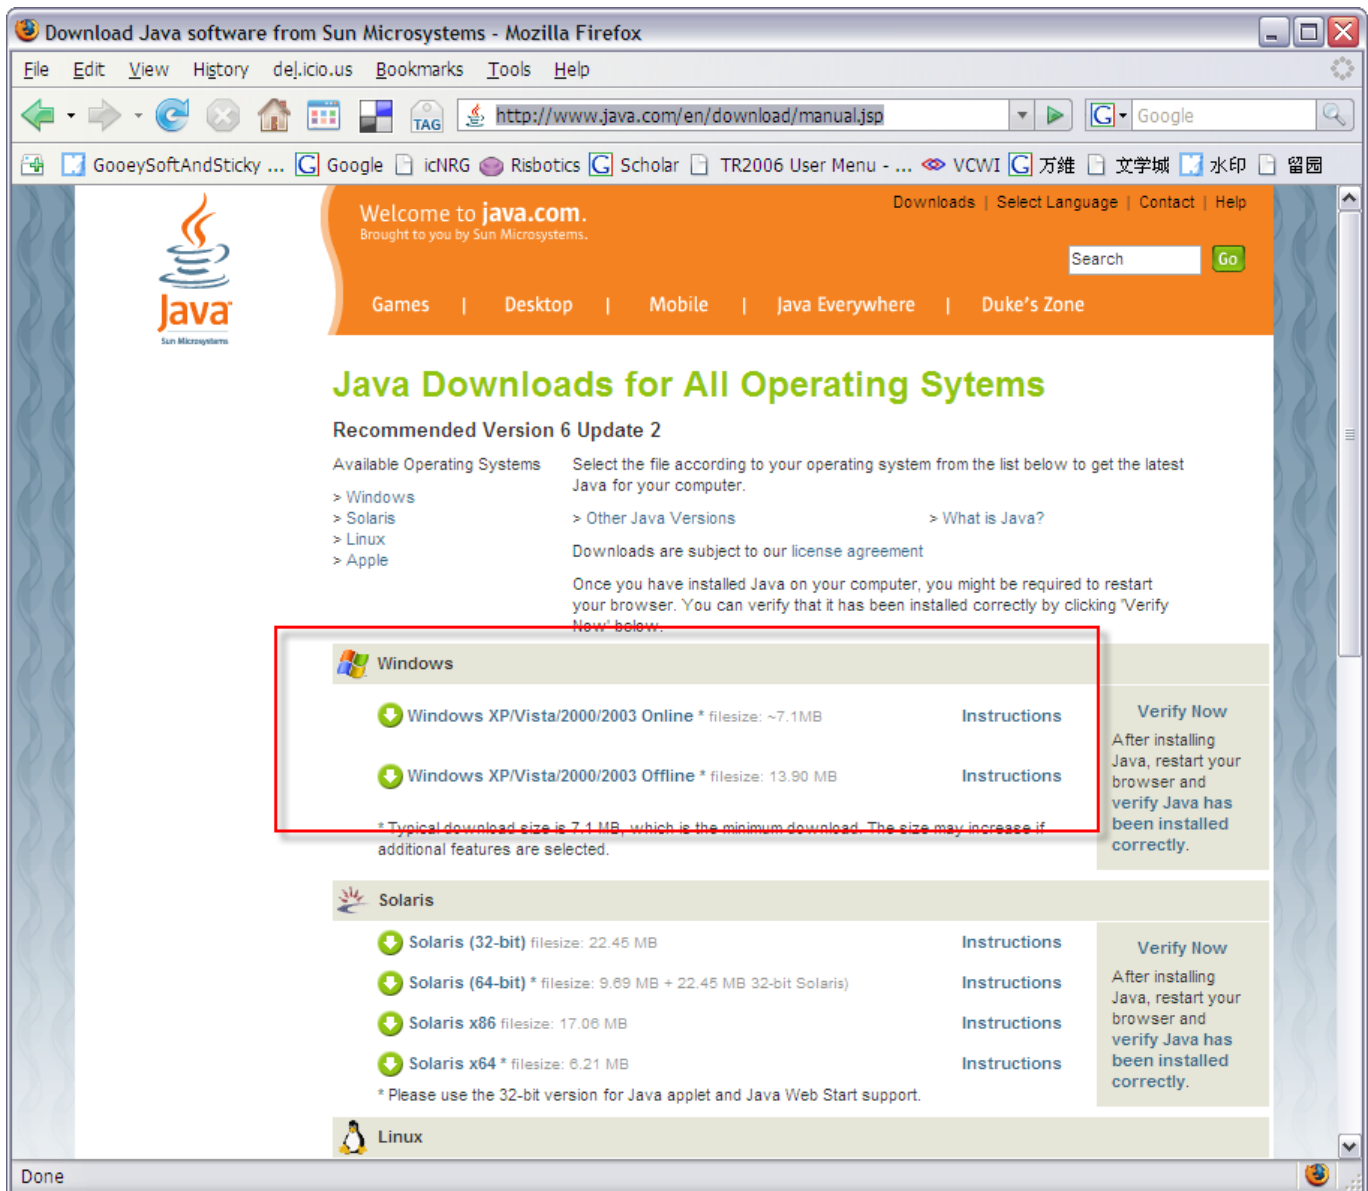 Download Java software from Sun Microsystems - Mozilla Firefox
File Edit View History del.icio.us Bookmarks Tools Help
TAG http://www.java.com/en/download/manual.jsp G Google
GooeySoftAndSticky ... G Google icNRG Risbotics G Scholar TR2006 User Menu - ... VCWI G 万维 文学城 水印 留园
Java
Sun Microsystems
Welcome to java.com.
Brought to you by Sun Microsystems.
Downloads | Select Language | Contact | Help
Search Go
Games | Desktop | Mobile | Java Everywhere | Duke's Zone
Java Downloads for All Operating Sytems
Recommended Version 6 Update 2
Available Operating Systems
> Windows
> Solaris
> Linux
> Apple
Select the file according to your operating system from the list below to get the latest
Java for your computer.
> Other Java Versions > What is Java?
Downloads are subject to our license agreement
Once you have installed Java on your computer, you might be required to restart
your browser. You can verify that it has been installed correctly by clicking 'Verify
Now' below.
Windows
Windows XP/Vista/2000/2003 Online * filesize: ~7.1MB Instructions
Windows XP/Vista/2000/2003 Offline * filesize: 13.90 MB Instructions
* Typical download size is 7.1 MB, which is the minimum download. The size may increase if
additional features are selected.
Verify Now
After installing
Java, restart your
browser and
verify Java has
been installed
correctly.
Solaris
Solaris (32-bit) filesize: 22.45 MB Instructions
Solaris (64-bit) * filesize: 9.69 MB + 22.45 MB 32-bit Solaris) Instructions
Solaris x86 filesize: 17.06 MB Instructions
Solaris x64 * filesize: 6.21 MB Instructions
* Please use the 32-bit version for Java applet and Java Web Start support.
Verify Now
After installing
Java, restart your
browser and
verify Java has
been installed
correctly.
Linux
Done